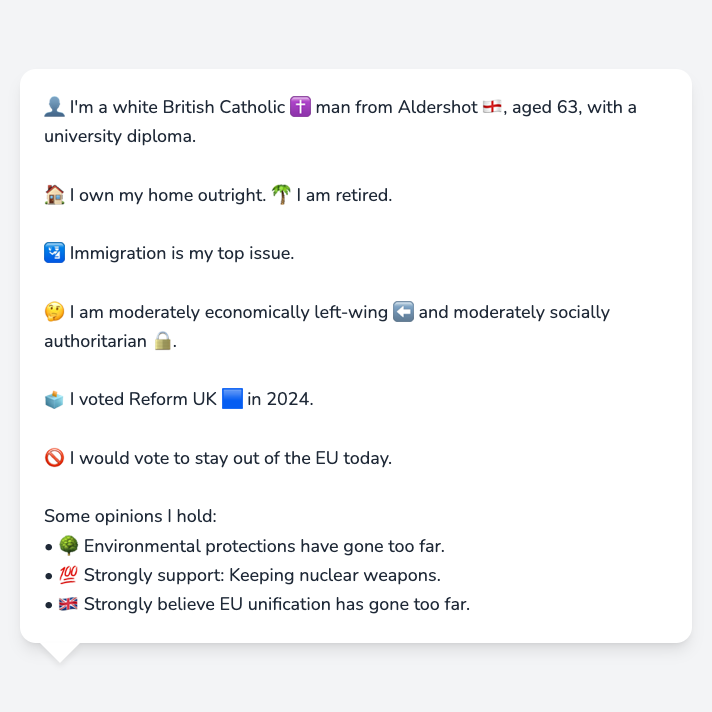 👤 I'm a white British Catholic ✝️ man from Aldershot 🏴󠁧󠁢󠁥󠁮󠁧󠁿, aged 63, with a
university diploma.
🏠 I own my home outright. 🌴 I am retired.
🛂 Immigration is my top issue.
🤔 I am moderately economically left-wing ⬅️ and moderately socially
authoritarian 🔒.
🗳️ I voted Reform UK 🟦 in 2024.
🚫 I would vote to stay out of the EU today.
Some opinions I hold:
• 🌳 Environmental protections have gone too far.
• 💯 Strongly support: Keeping nuclear weapons.
• 🇬🇧 Strongly believe EU unification has gone too far.